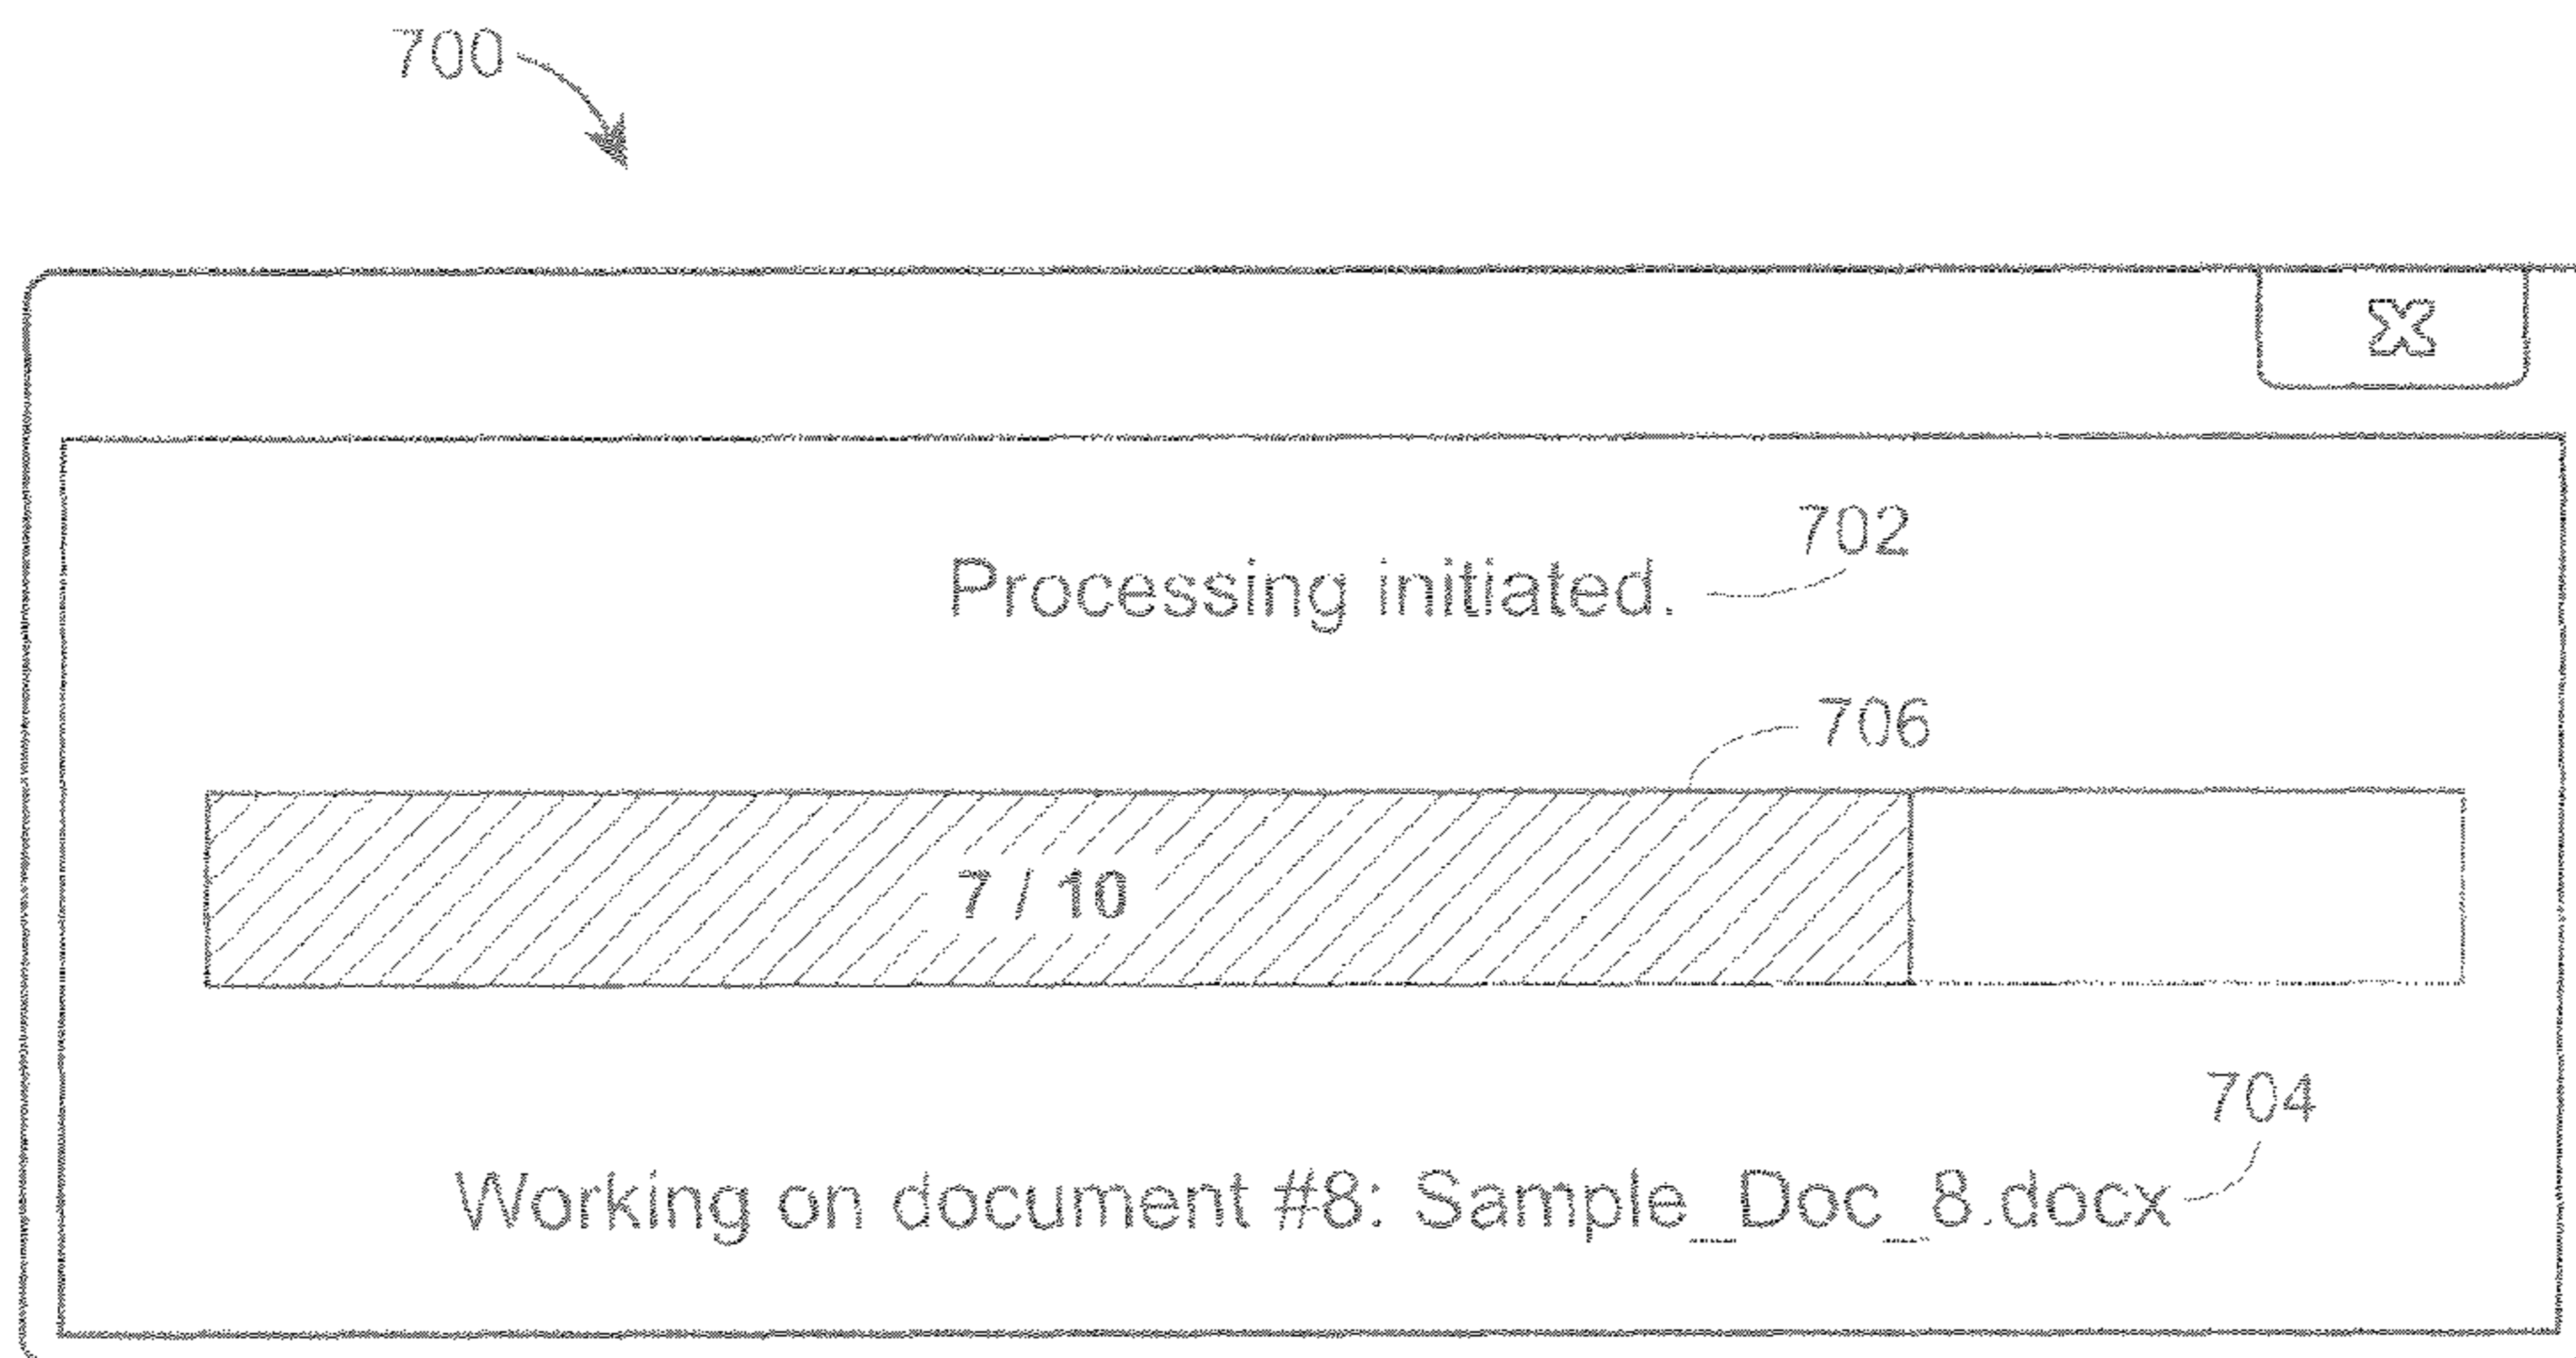 700
X
702
Processing initiated.
706
7 / 10
704
Working on document #8: Sample_Doc_8.docx